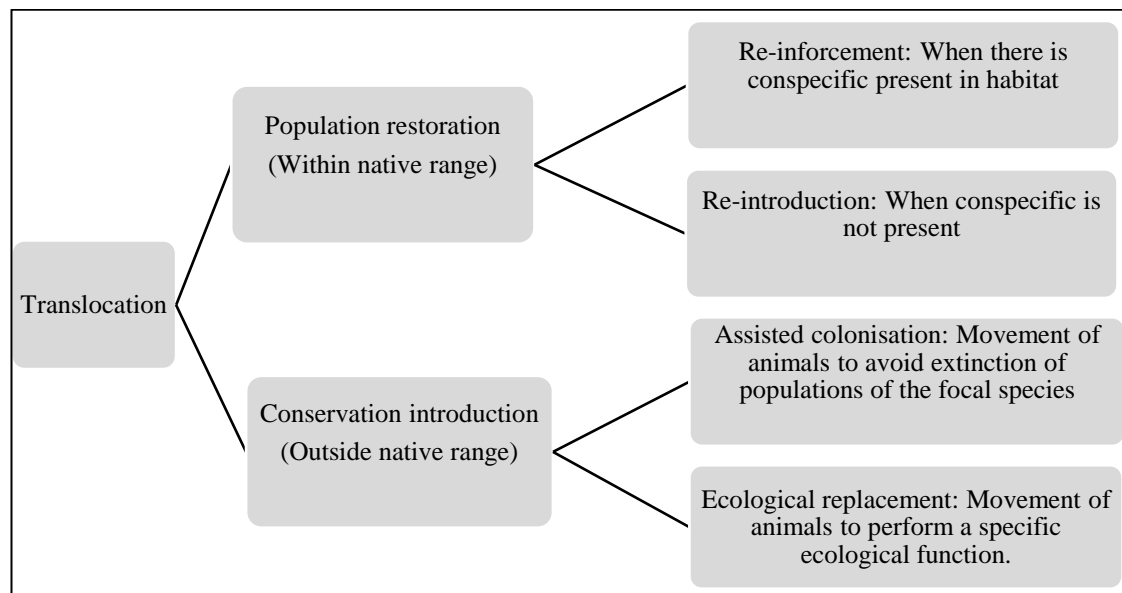 Re-inforcement: When there is
conspecific present in habitat
Population restoration
(Within native range)
Re-introduction: When conspecific is
not present
Translocation
Assisted colonisation: Movement of
animals to avoid extinction of
populations of the focal species
Conservation introduction
(Outside native range)
Ecological replacement: Movement of
animals to perform a specific
ecological function.